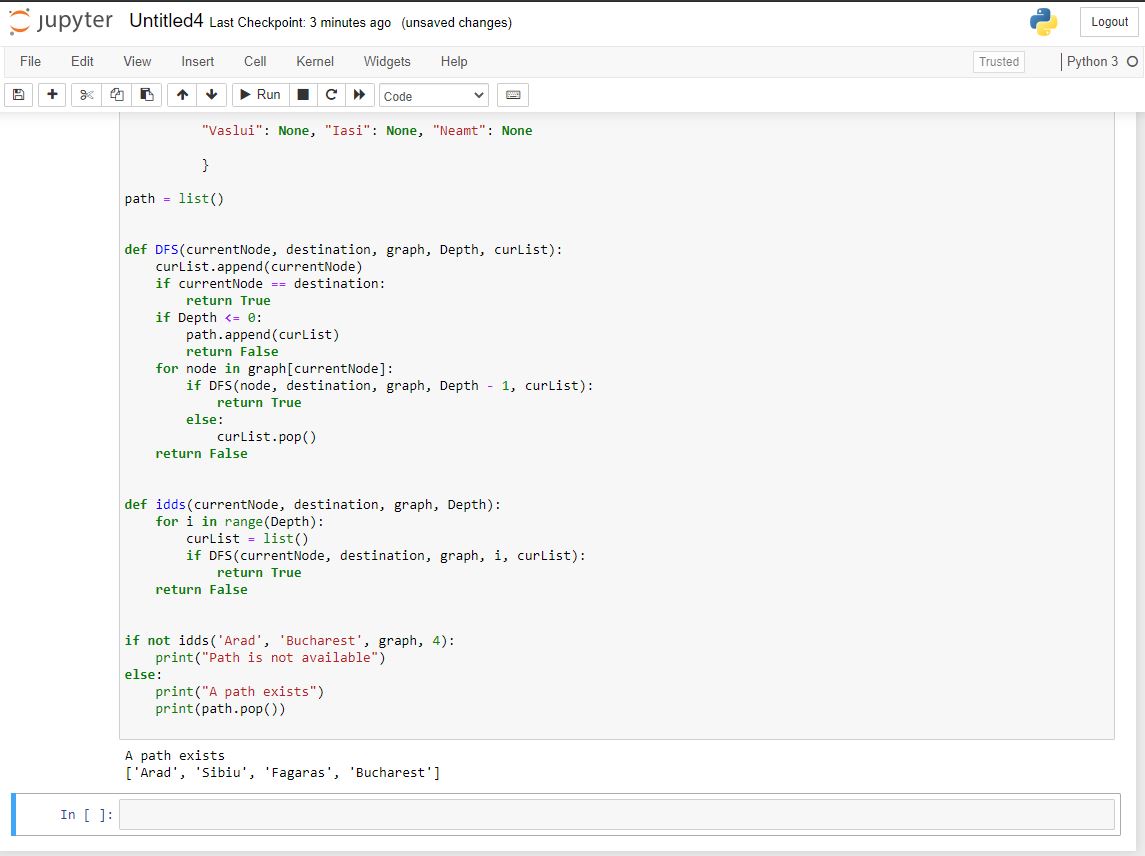 jupyter Untitled4 Last Checkpoint: 3 minutes ago (unsaved changes) Logout
File Edit View Insert Cell Kernel Widgets Help Trusted Python 3
Run Code
"Vaslui": None, "Iasi": None, "Neamt": None
}
path = list()
def DFS(currentNode, destination, graph, Depth, curList):
    curList.append(currentNode)
    if currentNode == destination:
        return True
    if Depth <= 0:
        path.append(curList)
        return False
    for node in graph[currentNode]:
        if DFS(node, destination, graph, Depth - 1, curList):
            return True
        else:
            curList.pop()
    return False
def idds(currentNode, destination, graph, Depth):
    for i in range(Depth):
        curList = list()
        if DFS(currentNode, destination, graph, i, curList):
            return True
    return False
if not idds('Arad', 'Bucharest', graph, 4):
    print("Path is not available")
else:
    print("A path exists")
    print(path.pop())
A path exists
['Arad', 'Sibiu', 'Fagaras', 'Bucharest']
In [ ]: